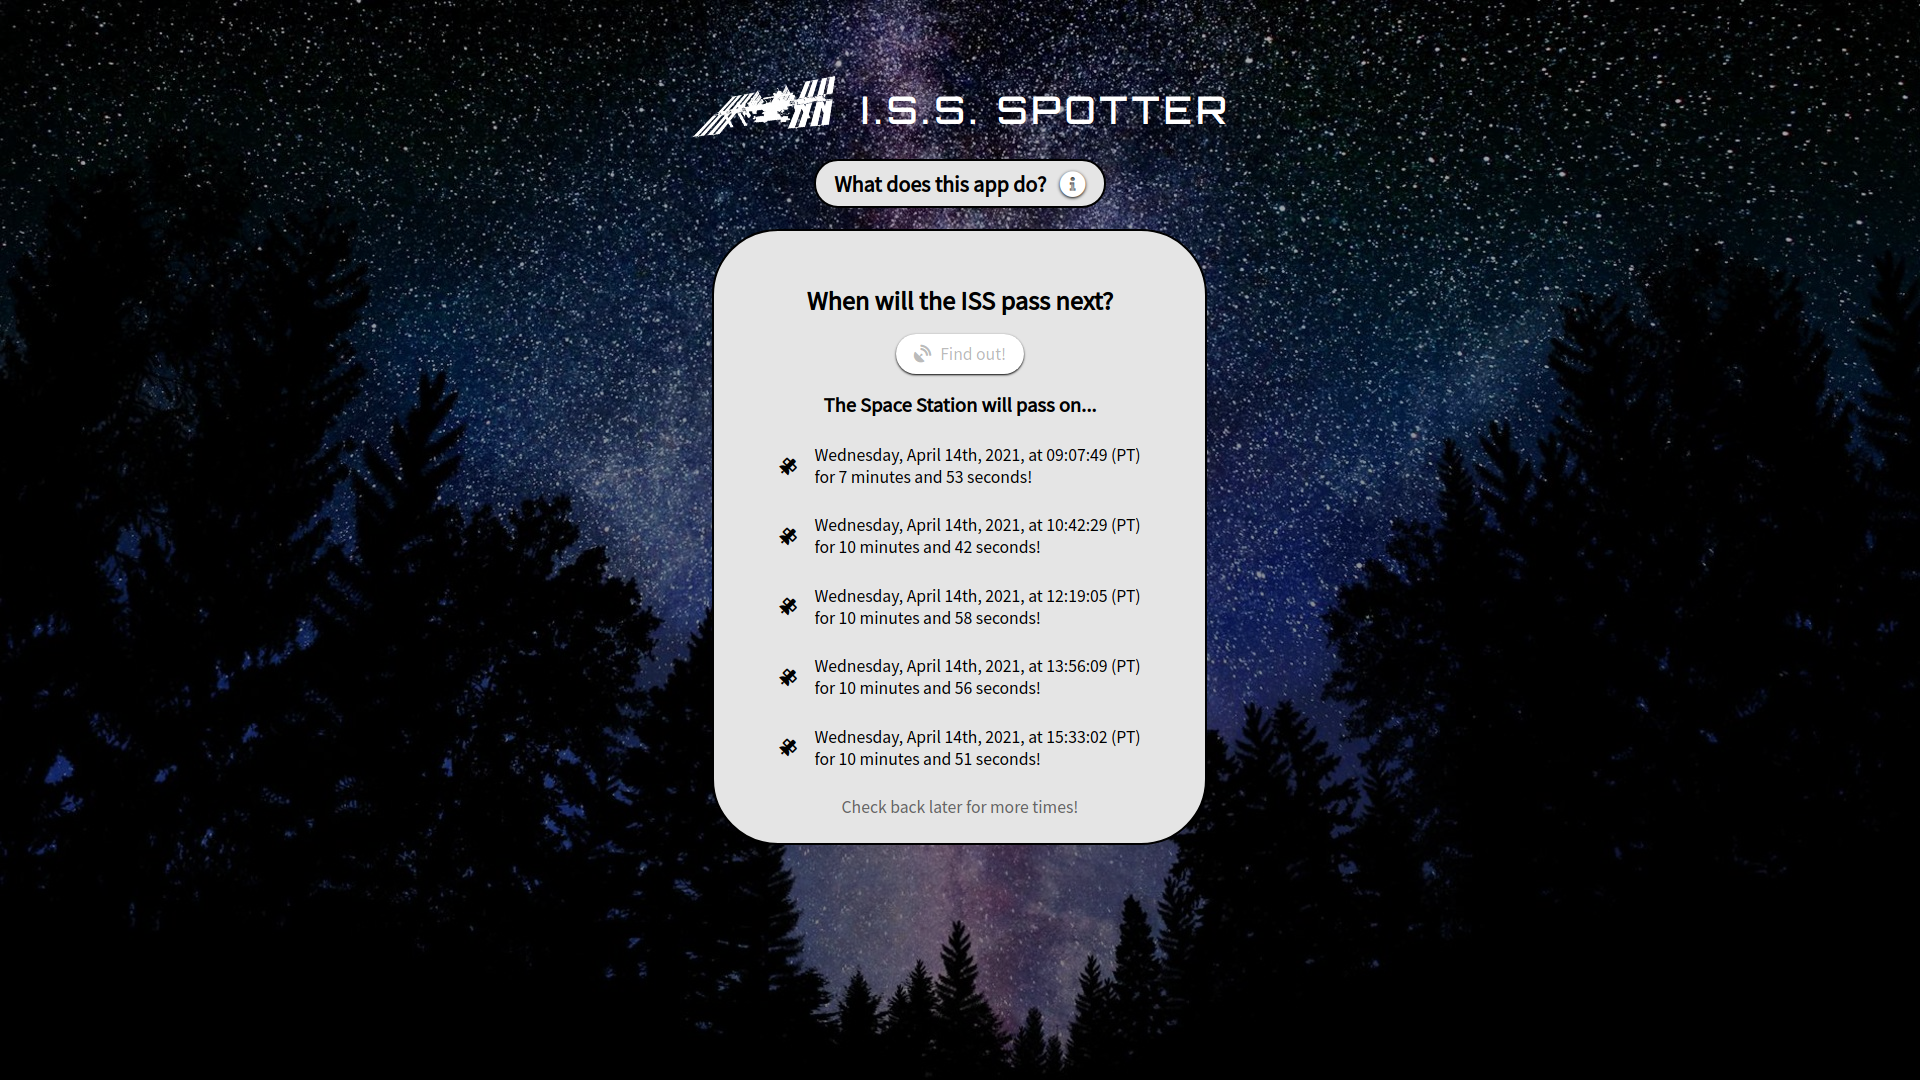 I.S.S. SPOTTER
What does this app do?
When will the ISS pass next?
Find out!
The Space Station will pass on...
Wednesday, April 14th, 2021, at 09:07:49 (PT)
for 7 minutes and 53 seconds!
Wednesday, April 14th, 2021, at 10:42:29 (PT)
for 10 minutes and 42 seconds!
Wednesday, April 14th, 2021, at 12:19:05 (PT)
for 10 minutes and 58 seconds!
Wednesday, April 14th, 2021, at 13:56:09 (PT)
for 10 minutes and 56 seconds!
Wednesday, April 14th, 2021, at 15:33:02 (PT)
for 10 minutes and 51 seconds!
Check back later for more times!